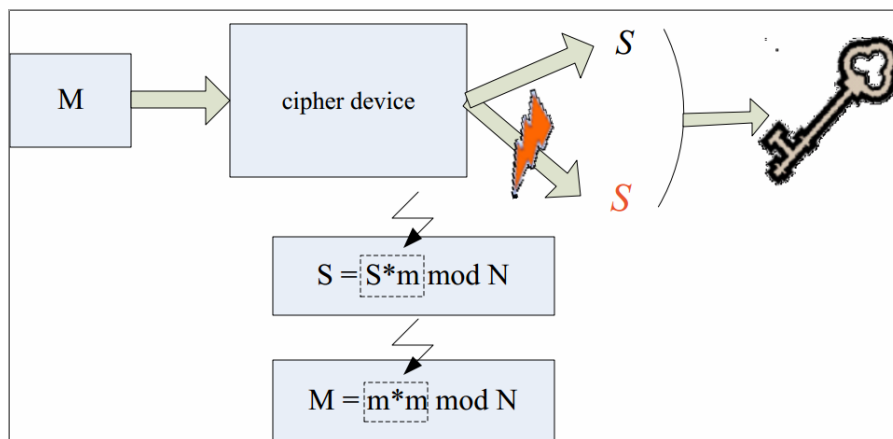 M
cipher device
S
S
S = S*m mod N
M = m*m mod N